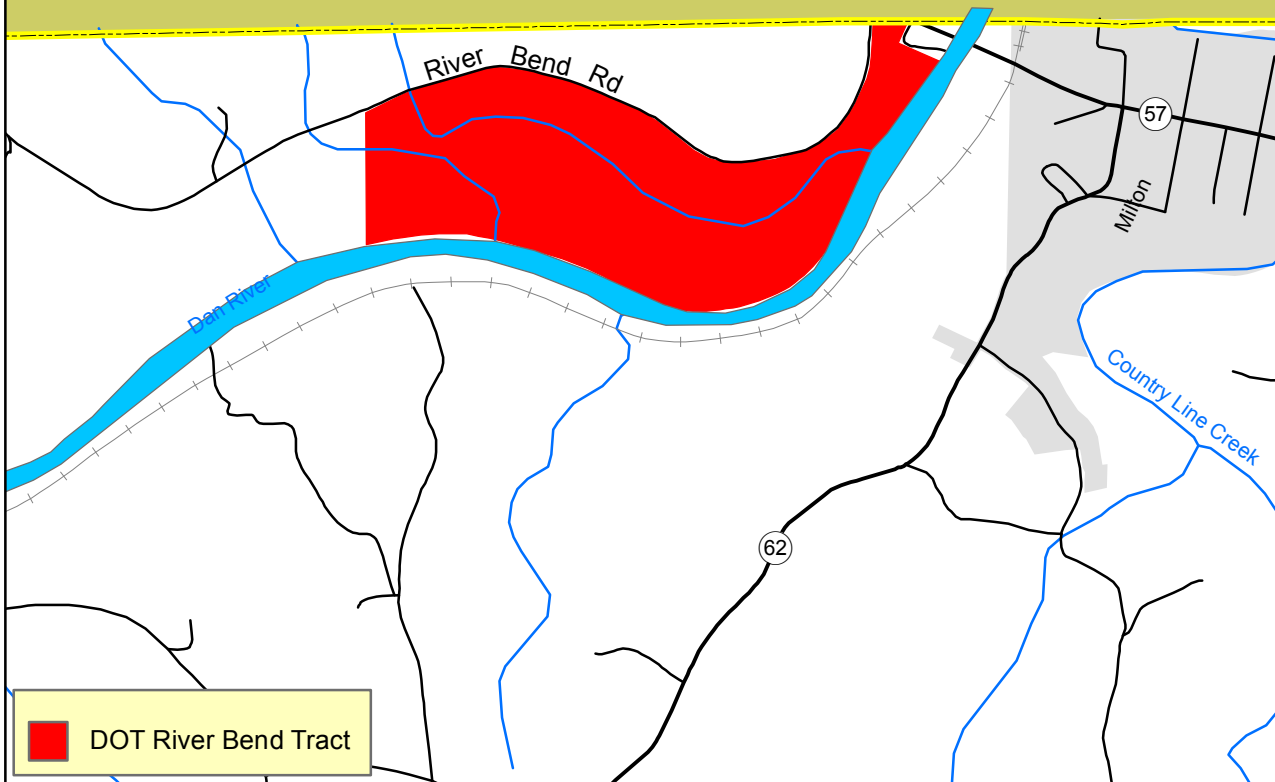 River Bend Rd
57
Milton
Dan River
Country Line Creek
62
DOT River Bend Tract